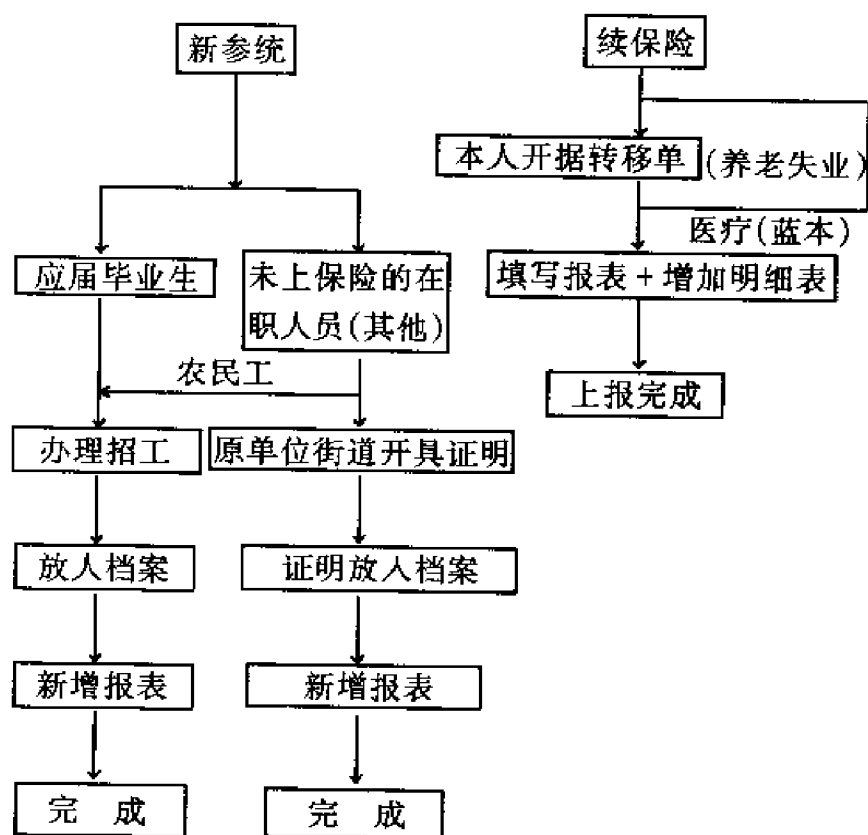 新参统
续保险
本人开据转移单
(养老失业)
医疗(蓝本)
应届毕业生
未上保险的在
职人员(其他)
填写报表+增加明细表
农民工
上报完成
办理招工
原单位街道开具证明
放人档案
证明放人档案
新增报表
新增报表
完 成
完 成